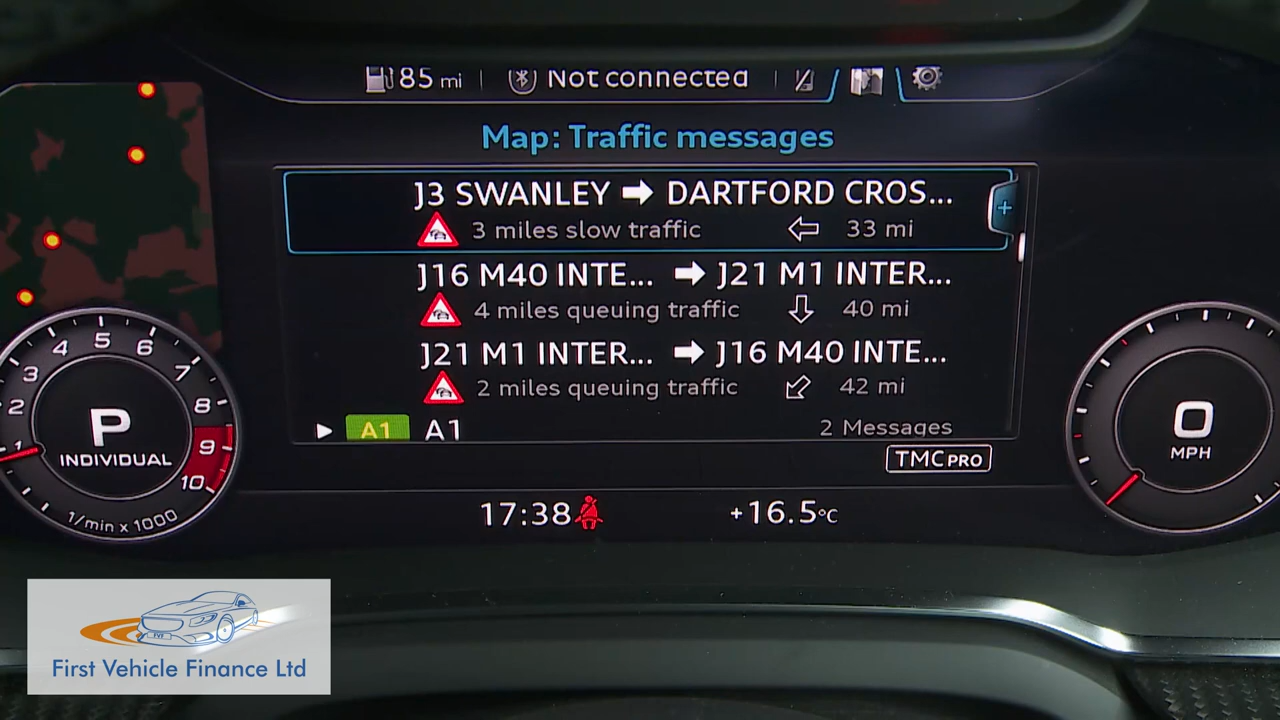 85 mi Not connected
Map: Traffic messages
J3 SWANLEY DARTFORD CROS...
3 miles slow traffic 33 mi
J16 M40 INTE... J21 M1 INTER...
4 miles queuing traffic 40 mi
J21 M1 INTER... J16 M40 INTE...
2 miles queuing traffic 42 mi
A1 A1 2 Messages
TMC PRO
17:38 +16.5°C
1 2 3 4 5 6 7 8 9 10
P
INDIVIDUAL
1/min x 1000
0
MPH
FVF
First Vehicle Finance Ltd